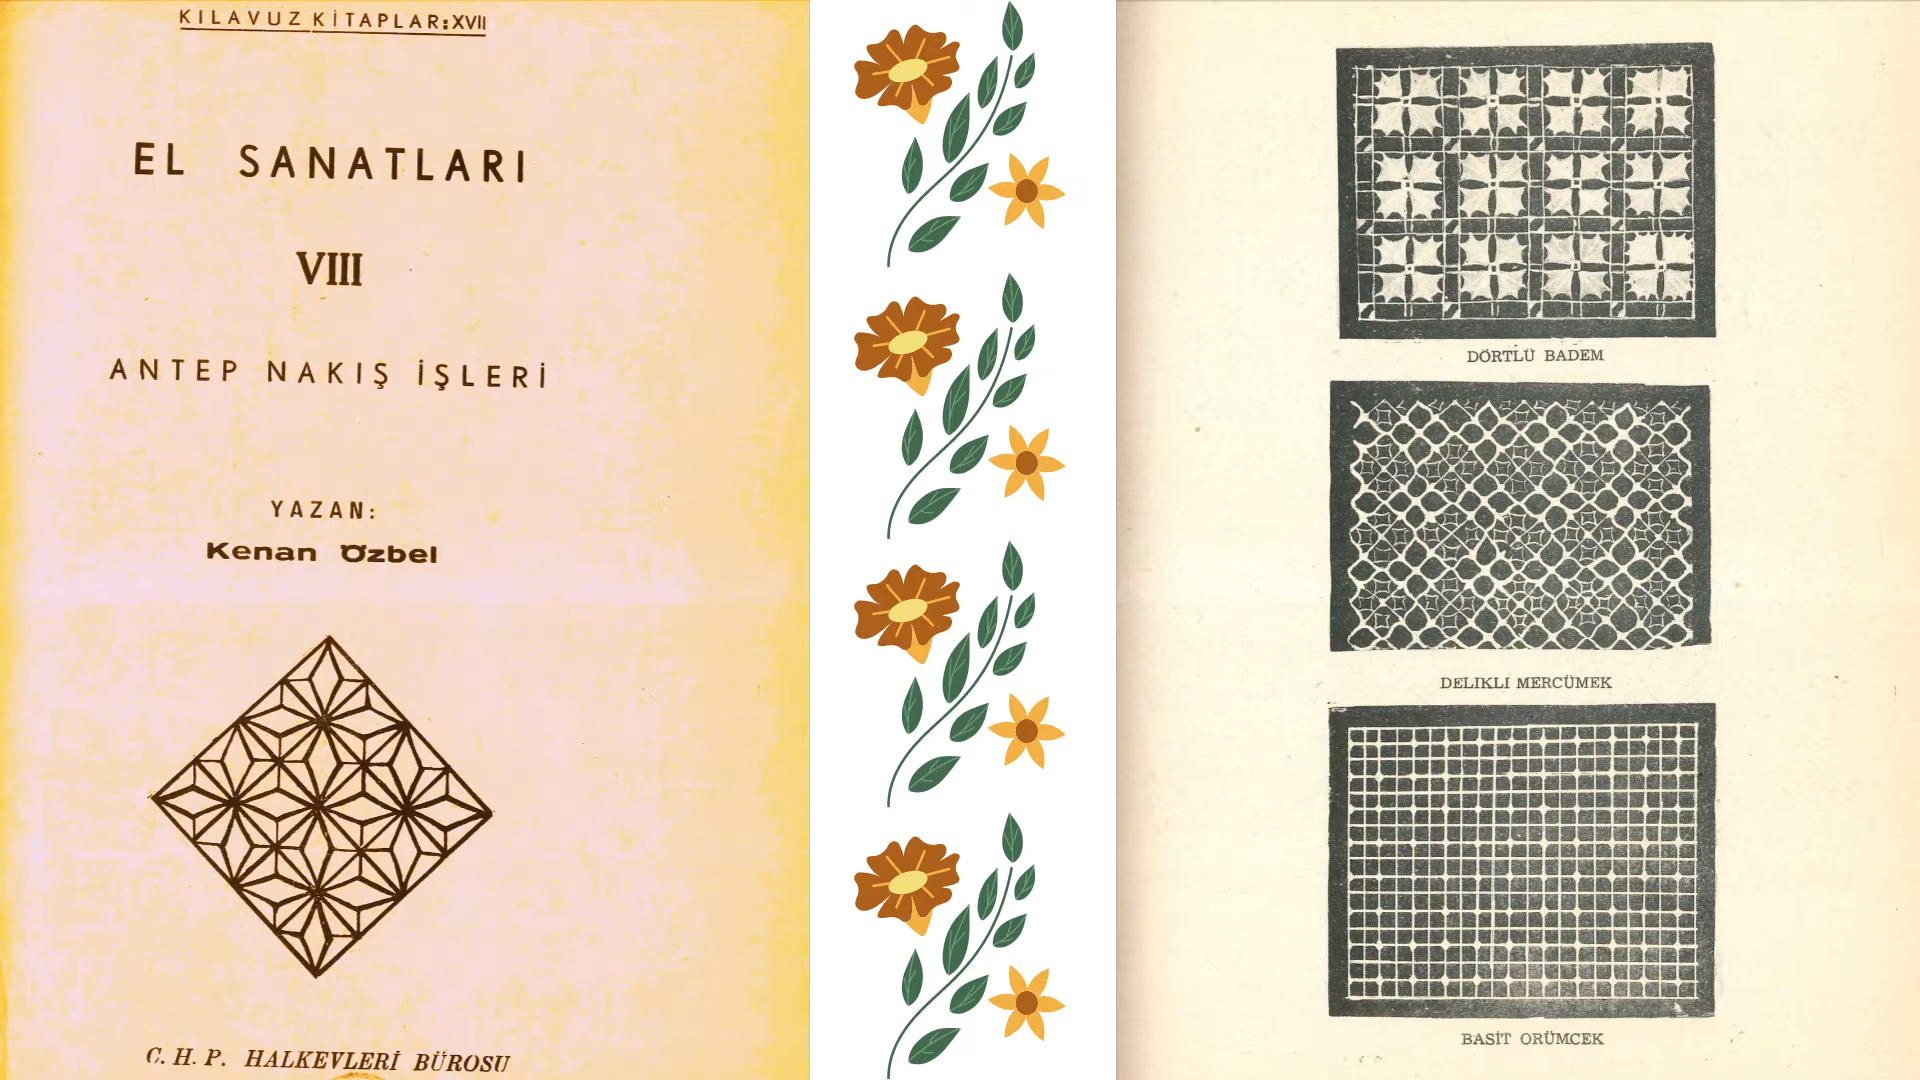 KILAVUZ KİTAPLAR:XVII
EL SANATLARI
VIII
ANTEP NAKIŞ İŞLERİ
YAZAN:
Kenan Özbel
C. H. P. HALKEVLERİ BÜROSU
DÖRTLÜ BADEM
DELIKLI MERCÜMEK
BASİT ORÜMCEK